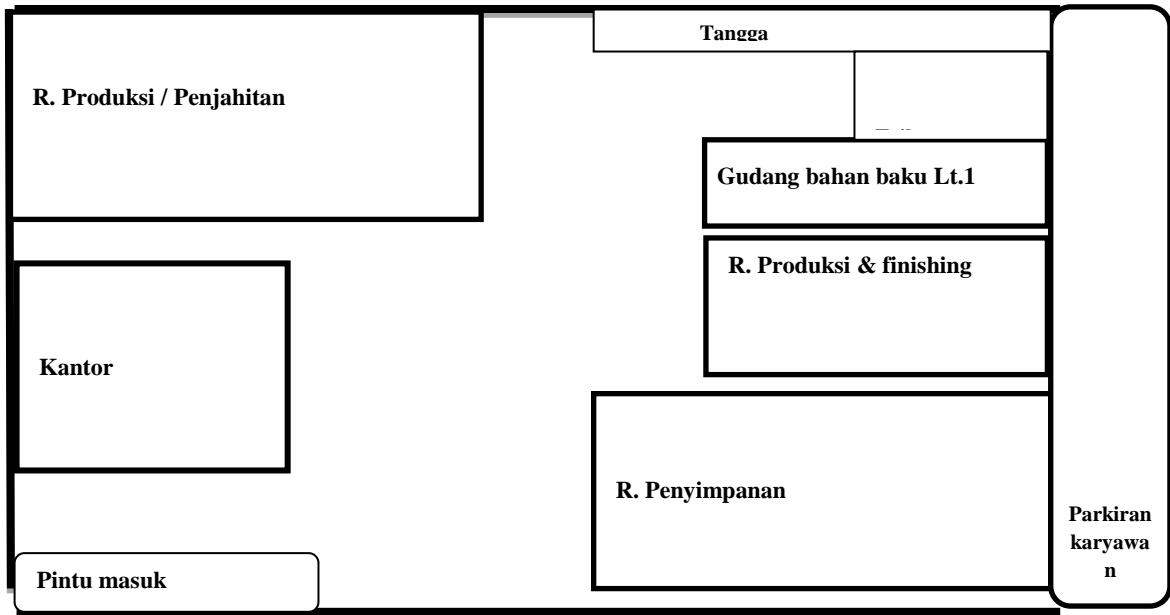 Tangga
R. Produksi / Penjahitan
Gudang bahan baku Lt.1
R. Produksi & finishing
Kantor
R. Penyimpanan
Parkiran
karyawa
n
Pintu masuk